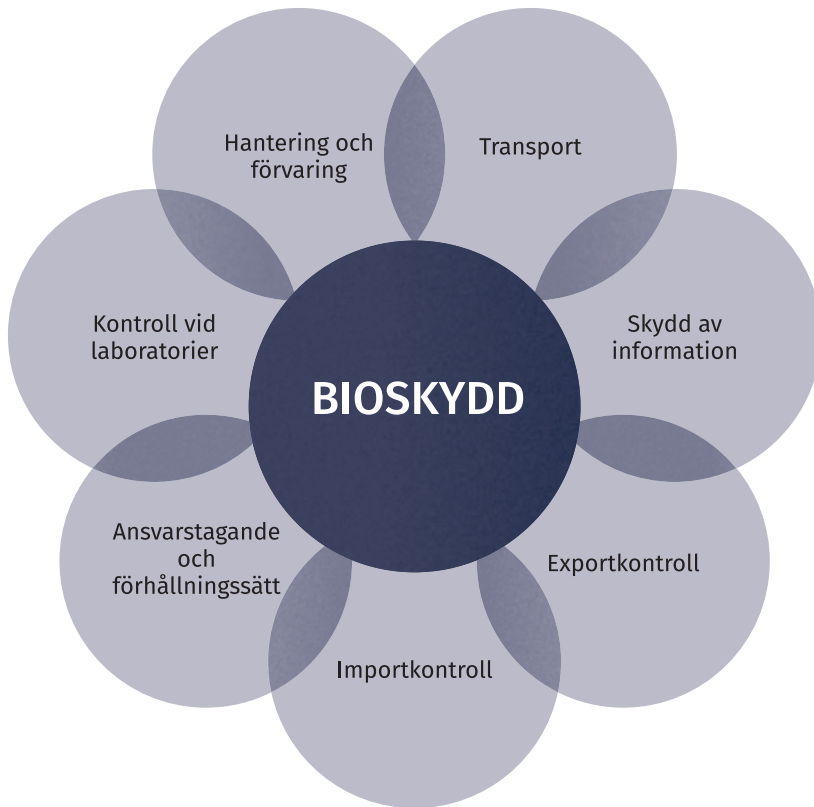 Hantering och
förvaring
Transport
Kontroll vid
laboratorier
Skydd av
information
BIOSKYDD
Ansvarstagande
och
förhållningssätt
Exportkontroll
Importkontroll